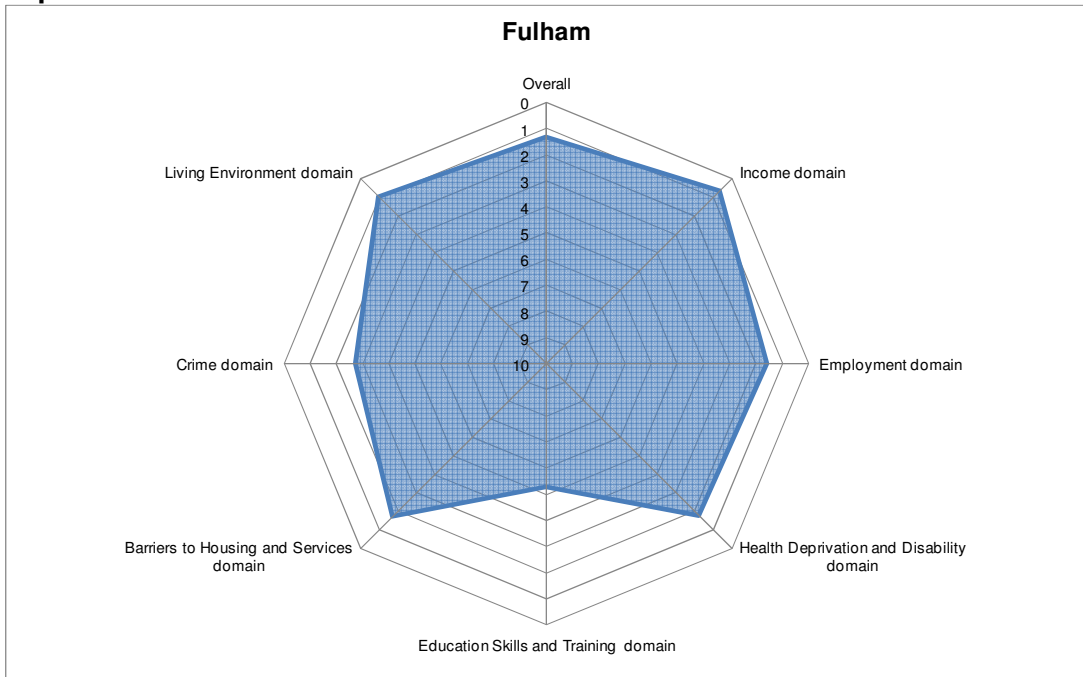 Fulham
Overall
0
1
2
3
4
5
6
7
8
9
10
Living Environment domain
Income domain
Crime domain
Employment domain
Barriers to Housing and Services
domain
Health Deprivation and Disability
domain
Education Skills and Training domain